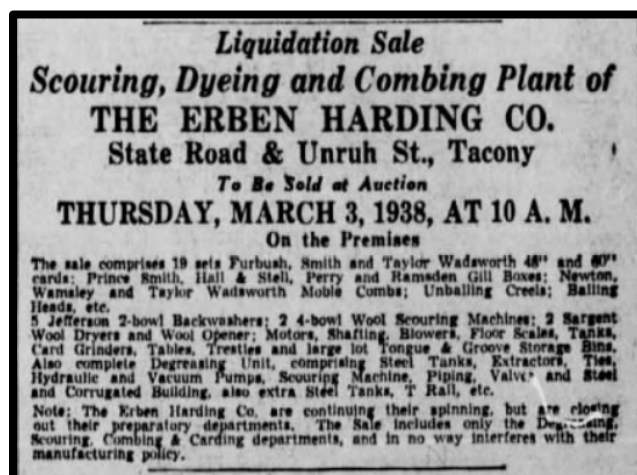 Liquidation Sale
Scouring, Dyeing and Combing Plant of
THE ERBEN HARDING CO.
State Road & Unruh St., Tacony
To Be Sold at Auction
THURSDAY, MARCH 3, 1938, AT 10 A. M.
On the Premises
The sale comprises 19 sets Furbush, Smith and Taylor Wadsworth 48" and 60"
cards; Prince Smith, Hall & Stell, Perry and Ramsden Gill Boxes; Newton,
Wamsley and Taylor Wadsworth Moble Combs; Unballing Creels; Balling
Heads, etc.
5 Jefferson 2-bowl Backwashers; 2 4-bowl Wool Scouring Machines; 2 Sargent
Wool Dryers and Wool Opener; Motors, Shafting, Blowers, Floor Scales, Tanks,
Card Grinders, Tables, Trestles and large lot Tongue & Groove Storage Bins.
Also complete Degreasing Unit, comprising Steel Tanks, Extractors, Ties,
Hydraulic and Vacuum Pumps, Scouring Machine, Piping, Valves and Steel
and Corrugated Building, also extra Steel Tanks, T Rail, etc.
Note: The Erben Harding Co. are continuing their spinning, but are closing
out their preparatory departments. The Sale includes only the Degreasing,
Scouring, Combing & Carding departments, and in no way interferes with their
manufacturing policy.